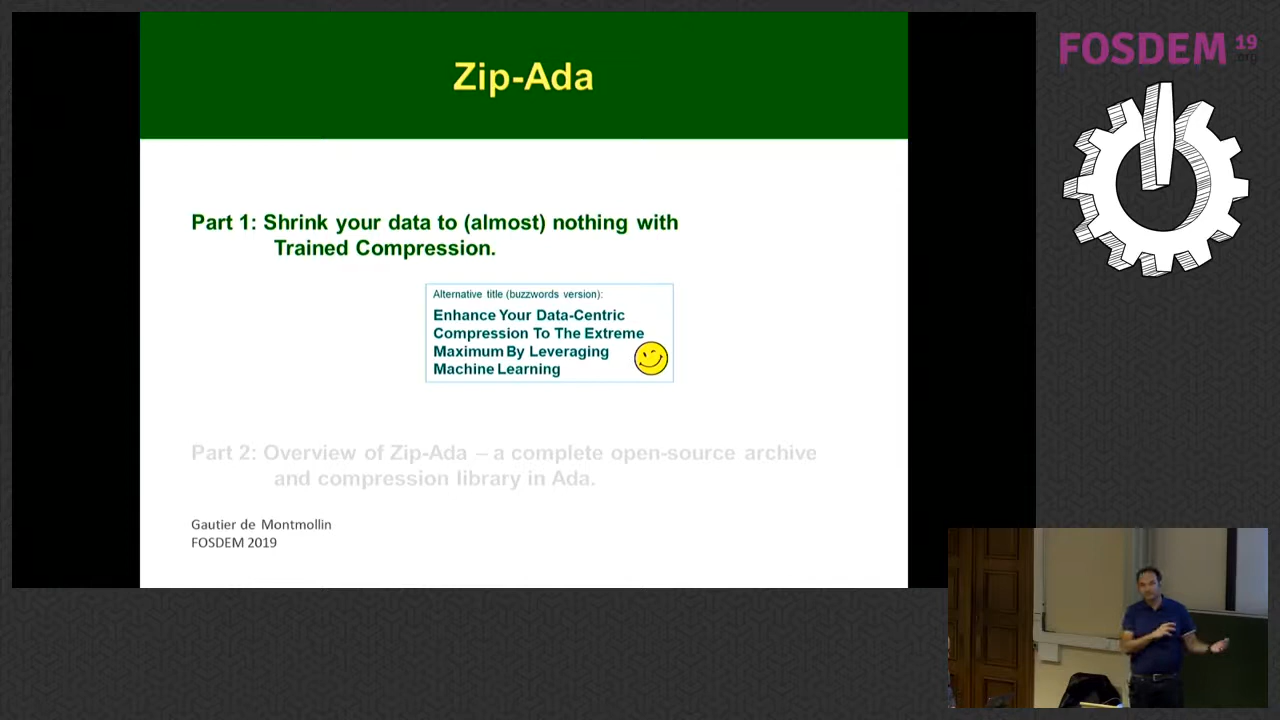 Zip-Ada
Part 1: Shrink your data to (almost) nothing with
Trained Compression.
Alternative title (buzzwords version):
Enhance Your Data-Centric
Compression To The Extreme
Maximum By Leveraging
Machine Learning
Part 2: Overview of Zip-Ada – a complete open-source archive
and compression library in Ada.
Gautier de Montmollin
FOSDEM 2019
FOSDEM 19
.org